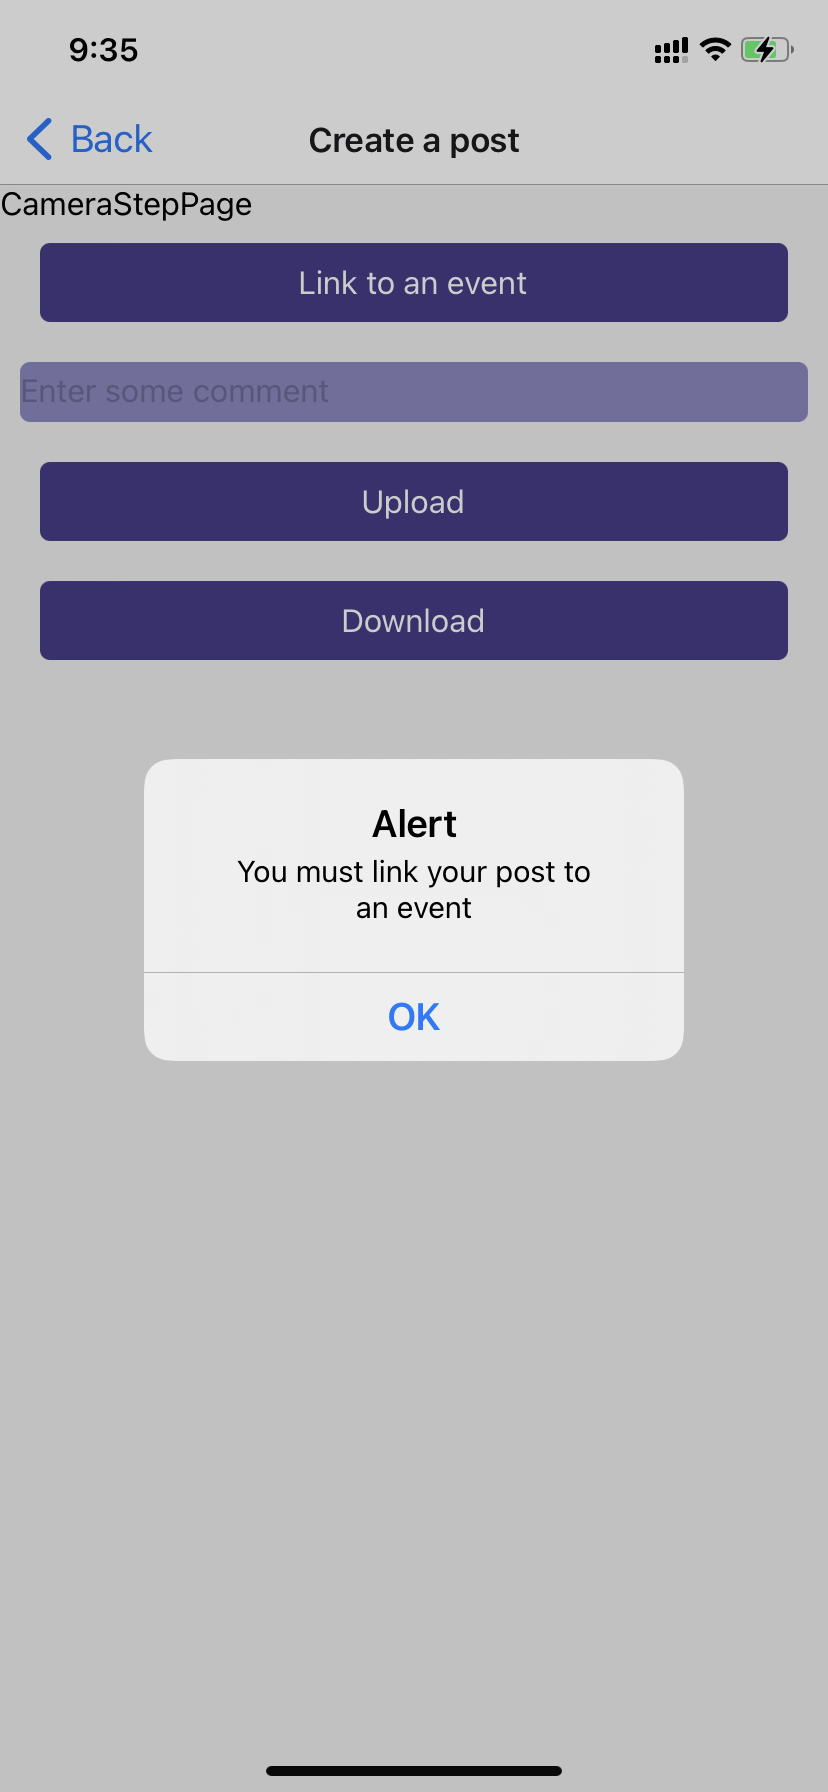 9:35
Back
Create a post
CameraStepPage
Link to an event
Enter some comment
Upload
Download
Alert
You must link your post to
an event
OK